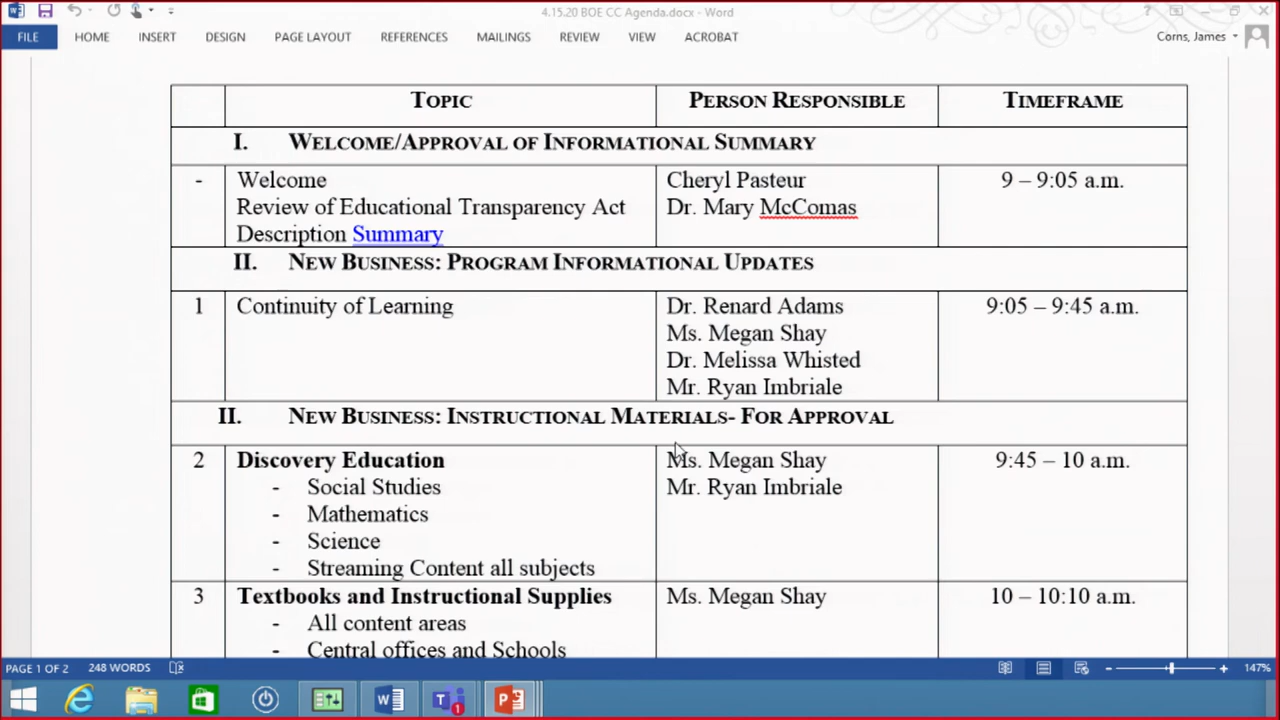 4.15.20 BOE CC Agenda.docx - Word
?
FILE HOME INSERT DESIGN PAGE LAYOUT REFERENCES MAILINGS REVIEW VIEW ACROBAT Corns, James
TOPIC PERSON RESPONSIBLE TIMEFRAME
I. WELCOME/APPROVAL OF INFORMATIONAL SUMMARY
- Welcome Cheryl Pasteur 9 – 9:05 a.m.
Review of Educational Transparency Act Dr. Mary McComas
Description Summary
II. NEW BUSINESS: PROGRAM INFORMATIONAL UPDATES
1 Continuity of Learning Dr. Renard Adams 9:05 – 9:45 a.m.
Ms. Megan Shay
Dr. Melissa Whisted
Mr. Ryan Imbriale
II. NEW BUSINESS: INSTRUCTIONAL MATERIALS- FOR APPROVAL
2 Discovery Education Ms. Megan Shay 9:45 – 10 a.m.
- Social Studies Mr. Ryan Imbriale
- Mathematics
- Science
- Streaming Content all subjects
3 Textbooks and Instructional Supplies Ms. Megan Shay 10 – 10:10 a.m.
- All content areas
- Central offices and Schools
PAGE 1 OF 2 248 WORDS 147%
1